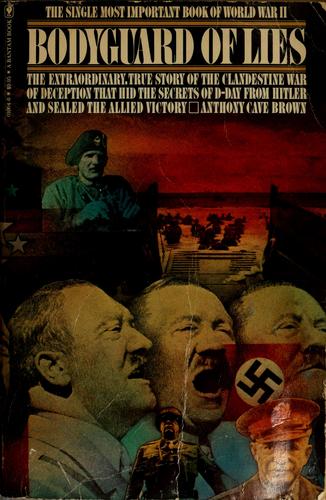 THE SINGLE MOST IMPORTANT BOOK OF WORLD WAR II
BODYGUARD OF LIES
THE EXTRAORDINARY, TRUE STORY OF THE CLANDESTINE WAR
OF DECEPTION THAT HID THE SECRETS OF D-DAY FROM HITLER
AND SEALED THE ALLIED VICTORY □ ANTHONY CAVE BROWN
A BANTAM BOOK